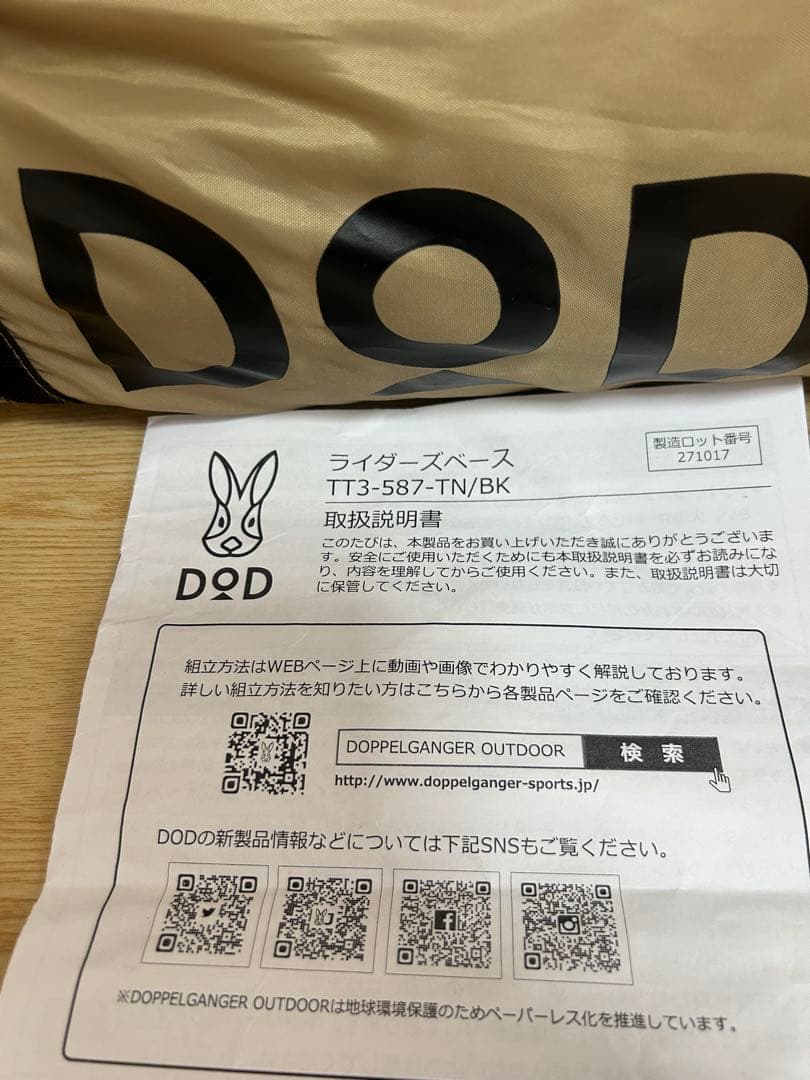 DOD
ライダーズベース
TT3-587-TN/BK
製造ロット番号
271017
取扱説明書
このたびは、本製品をお買い上げいただき誠にありがとうございま
す。安全にご使用いただくためにも本取扱説明書を必ずお読みにな
り、内容を理解してからご使用ください。また、取扱説明書は大切
に保管してください。
DOD
組立方法はWEBページ上に動画や画像でわかりやすく解説しております。
詳しい組立方法を知りたい方はこちらから各製品ページをご確認ください。
DOPPELGANGER OUTDOOR 検索
http://www.doppelganger-sports.jp/
DODの新製品情報などについては下記SNSもご覧ください。
※DOPPELGANGER OUTDOORは地球環境保護のためペーパーレス化を推進しています。